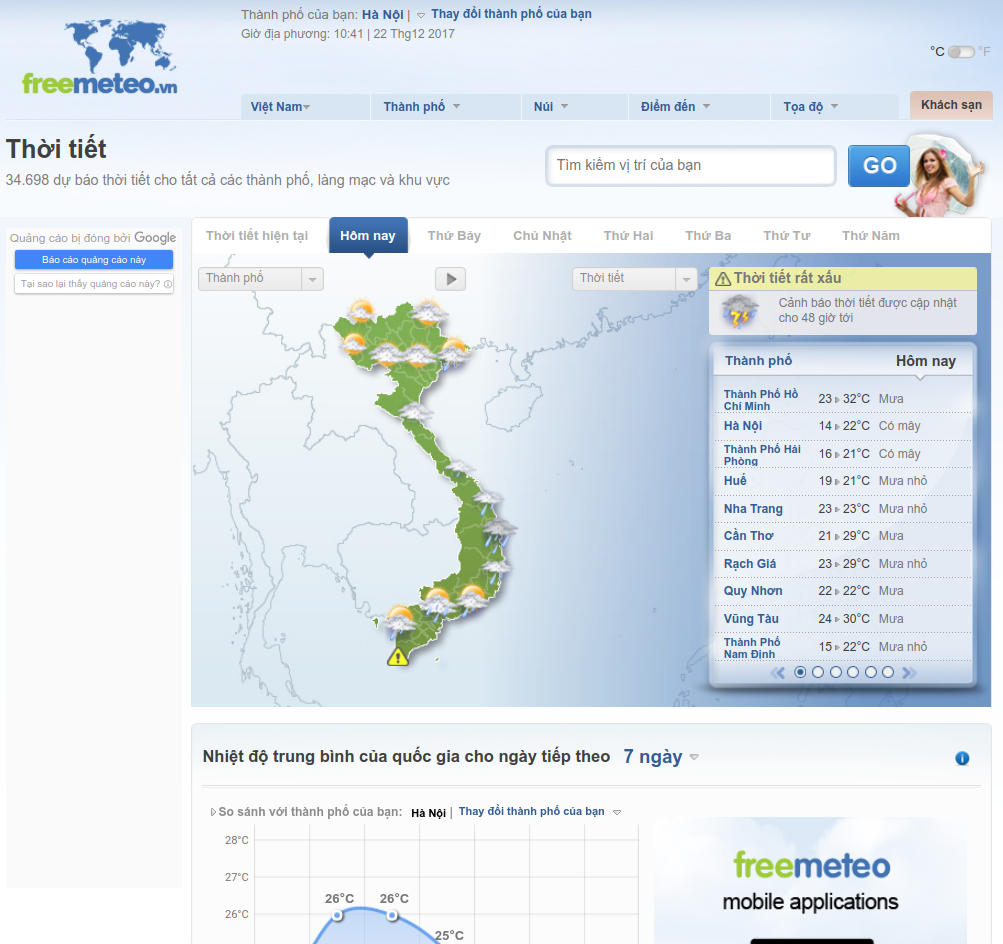 Thành phố của bạn: Hà Nội | Thay đổi thành phố của bạn
Giờ địa phương: 10:41 | 22 Thg12 2017
°C °F
freemeteo.vn
Việt Nam Thành phố Núi Điểm đến Tọa độ Khách sạn
Thời tiết
34.698 dự báo thời tiết cho tất cả các thành phố, làng mạc và khu vực
Tìm kiếm vị trí của bạn GO
Quảng cáo bị đóng bởi Google
Báo cáo quảng cáo này
Tại sao lại thấy quảng cáo này?
Thời tiết hiện tại Hôm nay Thứ Bảy Chủ Nhật Thứ Hai Thứ Ba Thứ Tư Thứ Năm
Thành phố Thời tiết
Thời tiết rất xấu
Cảnh báo thời tiết được cập nhật
cho 48 giờ tới
Thành phố Hôm nay
Thành Phố Hồ
Chí Minh 23 32°C Mưa
Hà Nội 14 22°C Có mây
Thành Phố Hải
Phòng 16 21°C Có mây
Huế 19 21°C Mưa nhỏ
Nha Trang 23 23°C Mưa nhỏ
Cần Thơ 21 29°C Mưa
Rạch Giá 23 29°C Mưa nhỏ
Quy Nhơn 22 22°C Mưa
Vũng Tàu 24 30°C Mưa
Thành Phố
Nam Định 15 22°C Mưa nhỏ
Nhiệt độ trung bình của quốc gia cho ngày tiếp theo 7 ngày
So sánh với thành phố của bạn: Hà Nội | Thay đổi thành phố của bạn
28°C
27°C
26°C
26°C 26°C
25°C
freemeteo
mobile applications